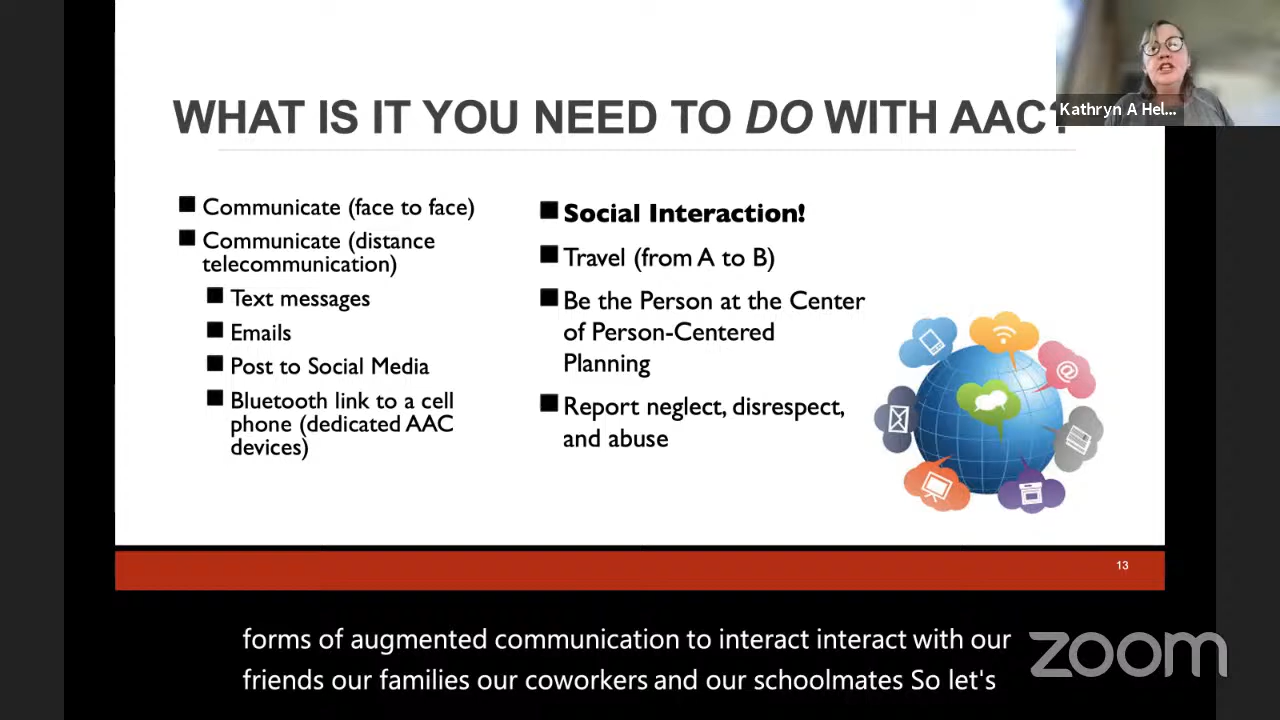 WHAT IS IT YOU NEED TO DO WITH AAC?
Kathryn A Hel...
Communicate (face to face)
Communicate (distance
telecommunication)
Text messages
Emails
Post to Social Media
Bluetooth link to a cell
phone (dedicated AAC
devices)
Social Interaction!
Travel (from A to B)
Be the Person at the Center
of Person-Centered
Planning
Report neglect, disrespect,
and abuse
@
13
forms of augmented communication to interact interact with our
friends our families our coworkers and our schoolmates So let's
zoom